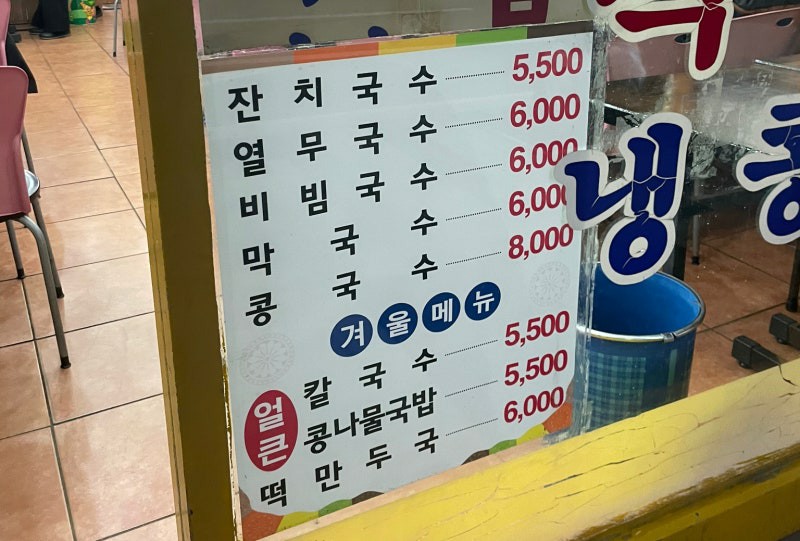 잔치국수 5,500
열무국수 6,000
비빔국수 6,000
막국수 6,000
콩국수 8,000
겨울메뉴
칼국수 5,500
얼큰 콩나물국밥 5,500
떡만두국 6,000
냉